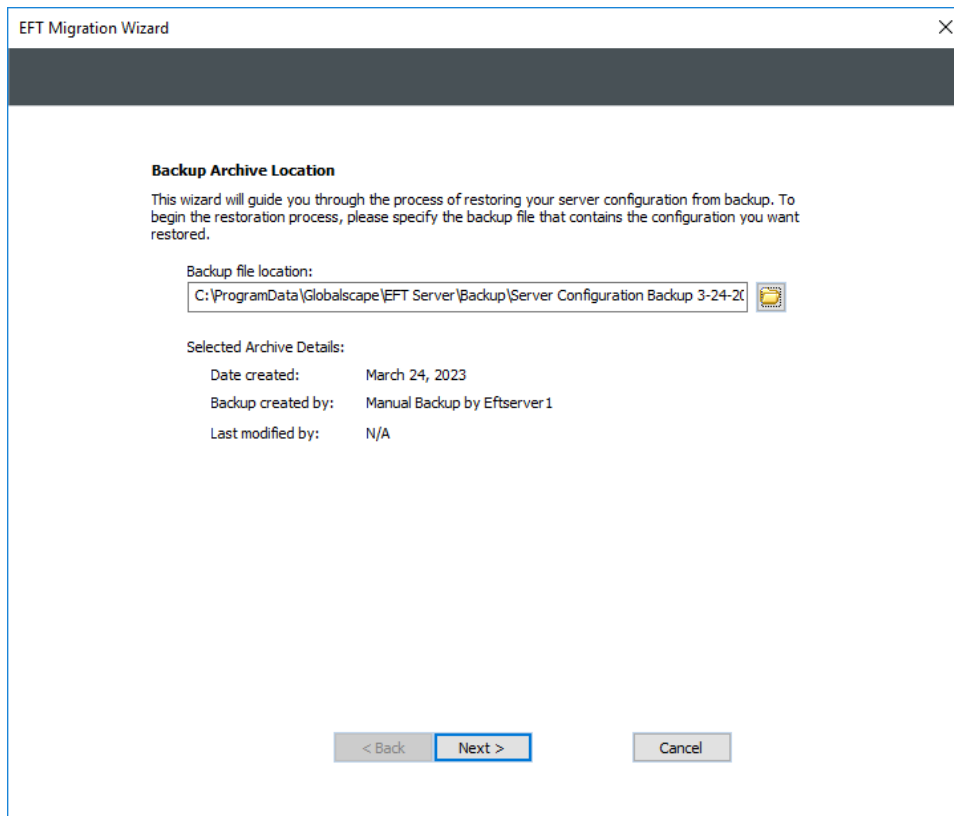 EFT Migration Wizard
Backup Archive Location
This wizard will guide you through the process of restoring your server configuration from backup. To
begin the restoration process, please specify the backup file that contains the configuration you want
restored.
Backup file location:
C:\ProgramData\Globalscape\EFT Server\Backup\Server Configuration Backup 3-24-20
Selected Archive Details:
Date created: March 24, 2023
Backup created by: Manual Backup by Eftserver1
Last modified by: N/A
< Back Next > Cancel